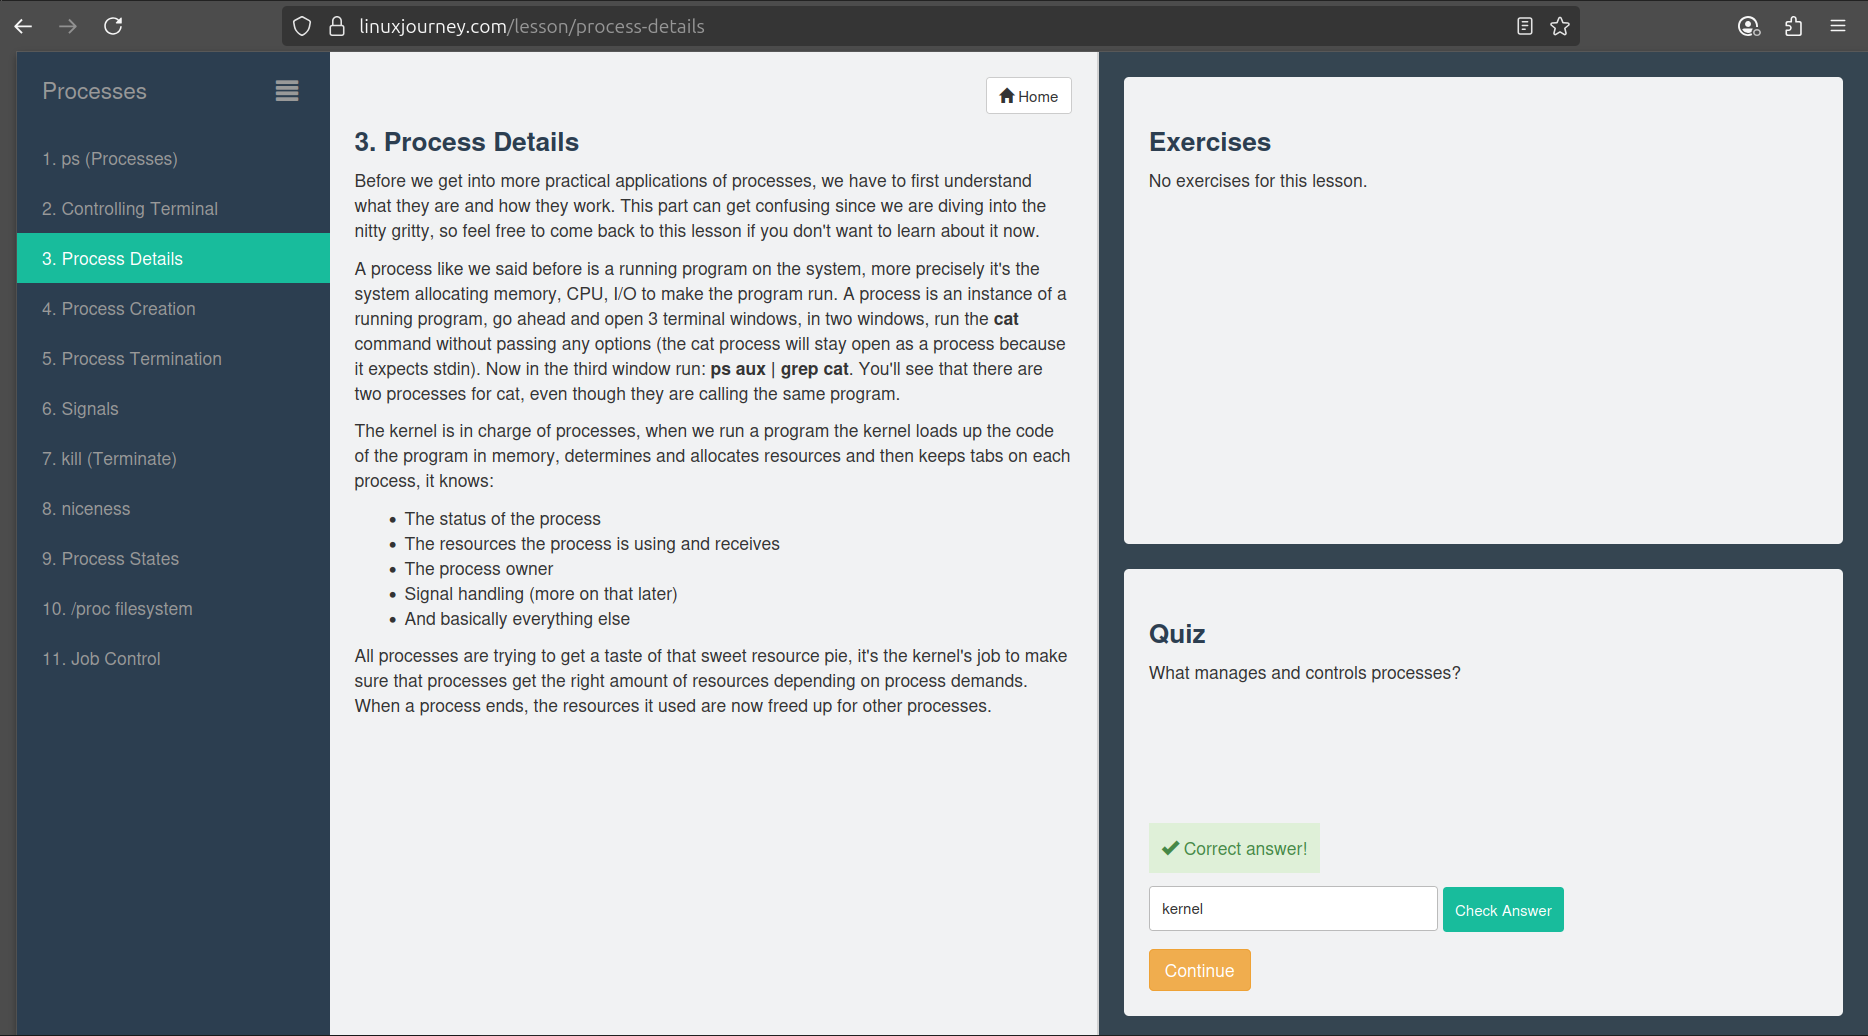 linuxjourney.com/lesson/process-details
Processes
1. ps (Processes)
2. Controlling Terminal
3. Process Details
4. Process Creation
5. Process Termination
6. Signals
7. kill (Terminate)
8. niceness
9. Process States
10. /proc filesystem
11. Job Control
Home
3. Process Details
Before we get into more practical applications of processes, we have to first understand
what they are and how they work. This part can get confusing since we are diving into the
nitty gritty, so feel free to come back to this lesson if you don't want to learn about it now.
A process like we said before is a running program on the system, more precisely it's the
system allocating memory, CPU, I/O to make the program run. A process is an instance of a
running program, go ahead and open 3 terminal windows, in two windows, run the cat
command without passing any options (the cat process will stay open as a process because
it expects stdin). Now in the third window run: ps aux | grep cat. You'll see that there are
two processes for cat, even though they are calling the same program.
The kernel is in charge of processes, when we run a program the kernel loads up the code
of the program in memory, determines and allocates resources and then keeps tabs on each
process, it knows:
• The status of the process
• The resources the process is using and receives
• The process owner
• Signal handling (more on that later)
• And basically everything else
All processes are trying to get a taste of that sweet resource pie, it's the kernel's job to make
sure that processes get the right amount of resources depending on process demands.
When a process ends, the resources it used are now freed up for other processes.
Exercises
No exercises for this lesson.
Quiz
What manages and controls processes?
Correct answer!
kernel
Check Answer
Continue